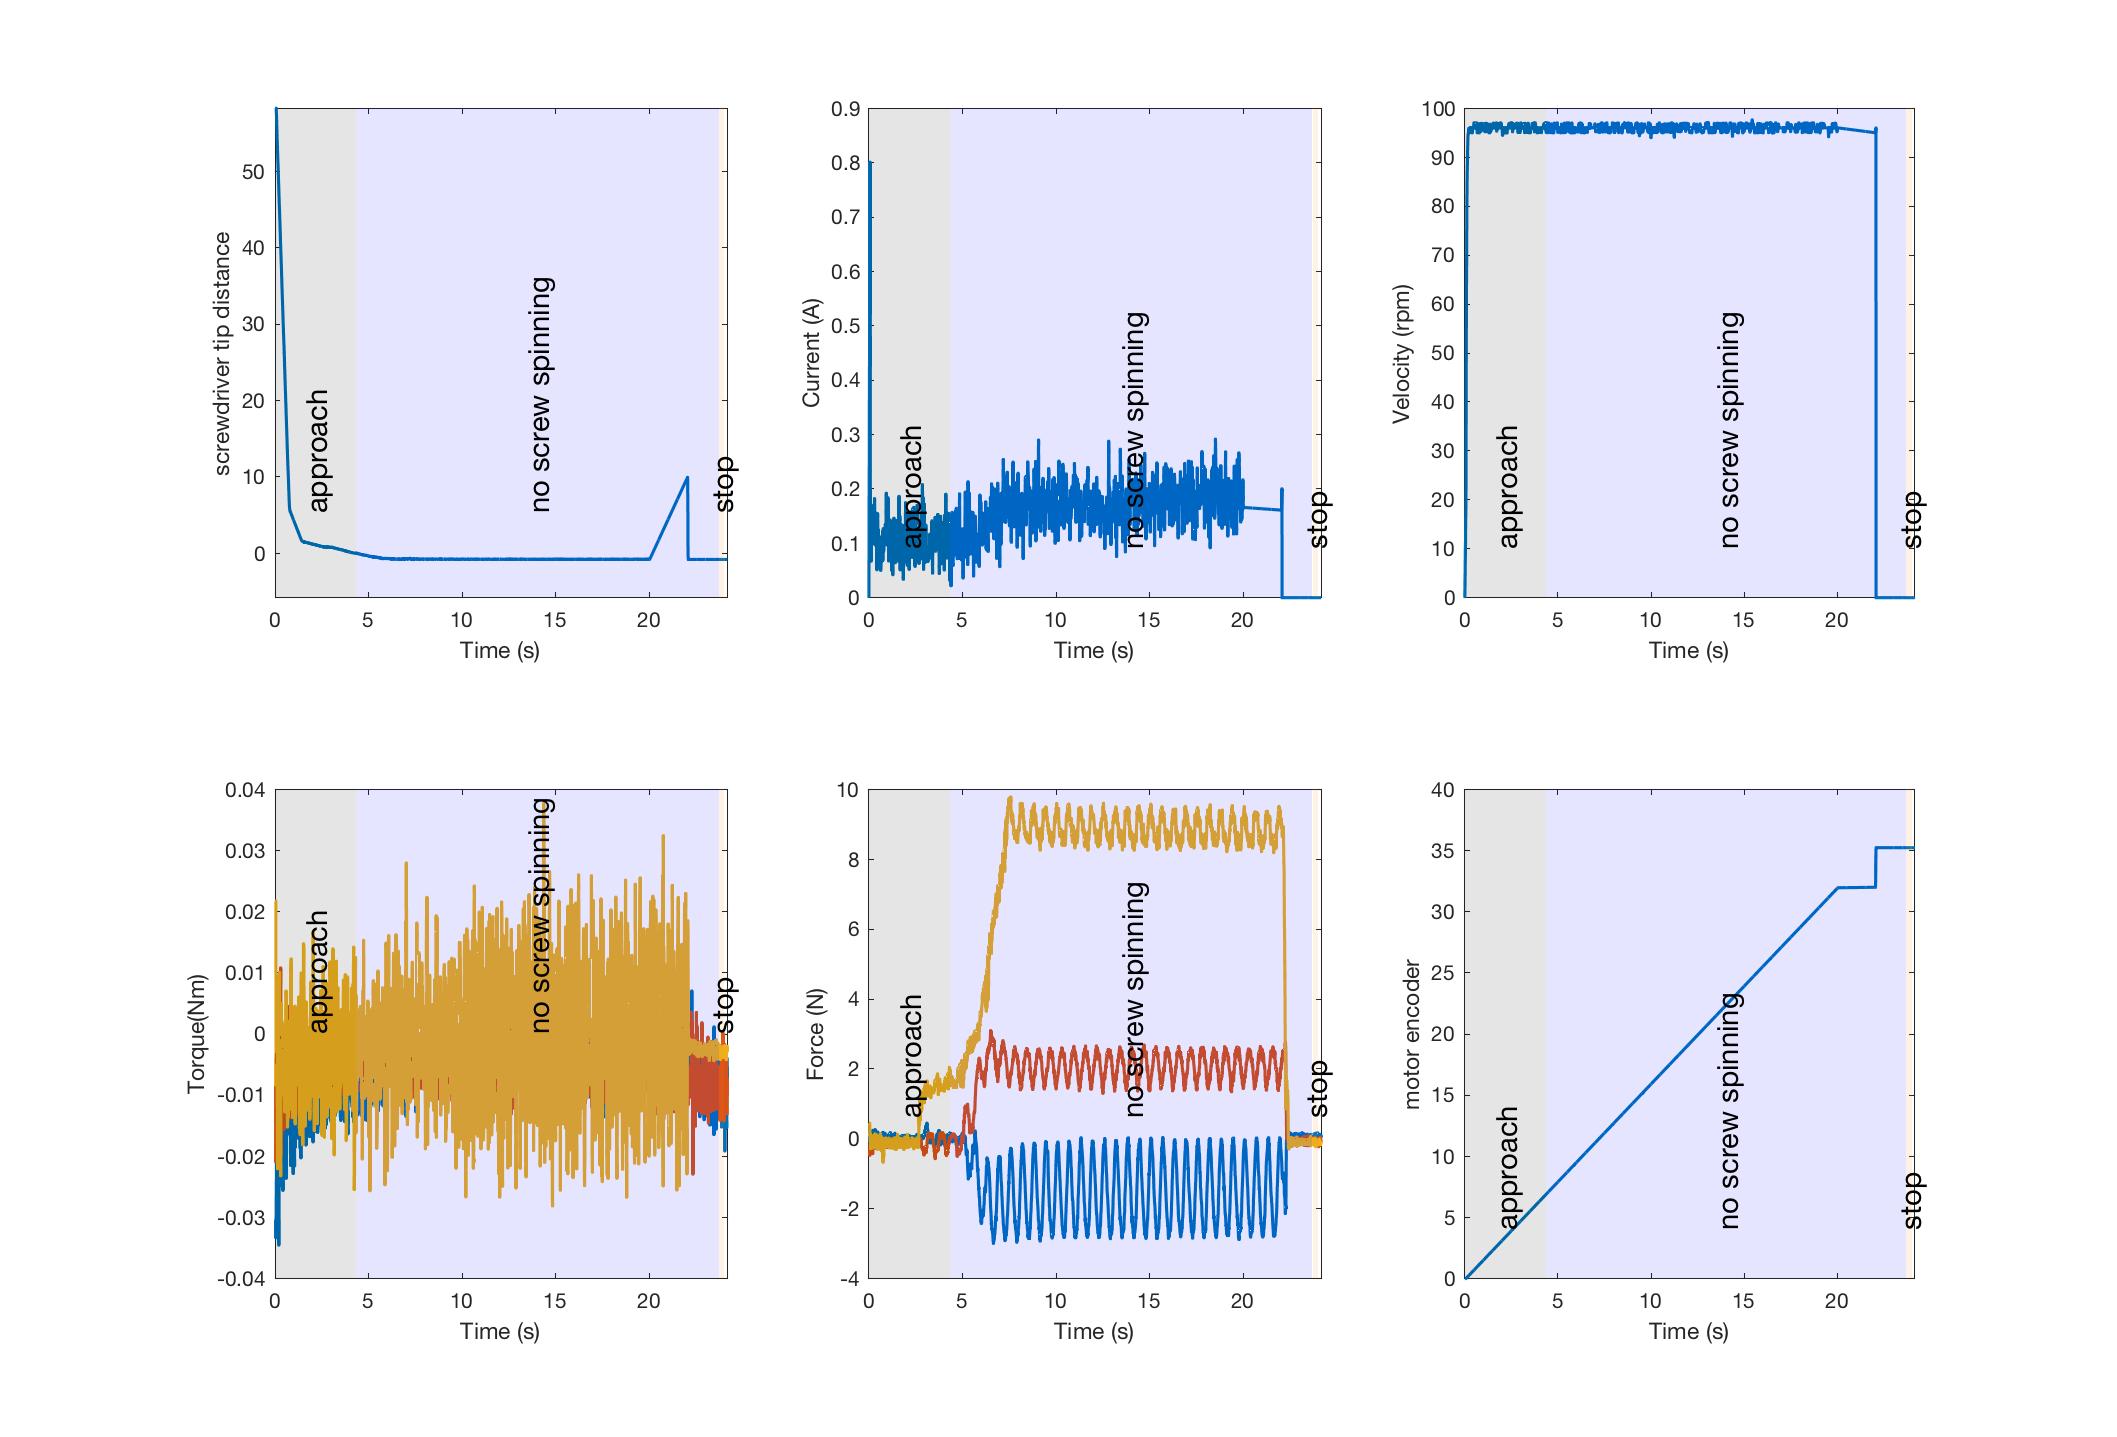 screwdriver tip distance
50
40
30
20
10
0
approach
no screw spinning
stop
0 5 10 15 20
Time (s)
Current (A)
0.9
0.8
0.7
0.6
0.5
0.4
0.3
0.2
0.1
0
approach
no screw spinning
stop
0 5 10 15 20
Time (s)
Velocity (rpm)
100
90
80
70
60
50
40
30
20
10
0
approach
no screw spinning
stop
0 5 10 15 20
Time (s)
Torque(Nm)
0.04
0.03
0.02
0.01
0
-0.01
-0.02
-0.03
-0.04
approach
no screw spinning
stop
0 5 10 15 20
Time (s)
Force (N)
10
8
6
4
2
0
-2
-4
approach
no screw spinning
stop
0 5 10 15 20
Time (s)
motor encoder
40
35
30
25
20
15
10
5
0
approach
no screw spinning
stop
0 5 10 15 20
Time (s)